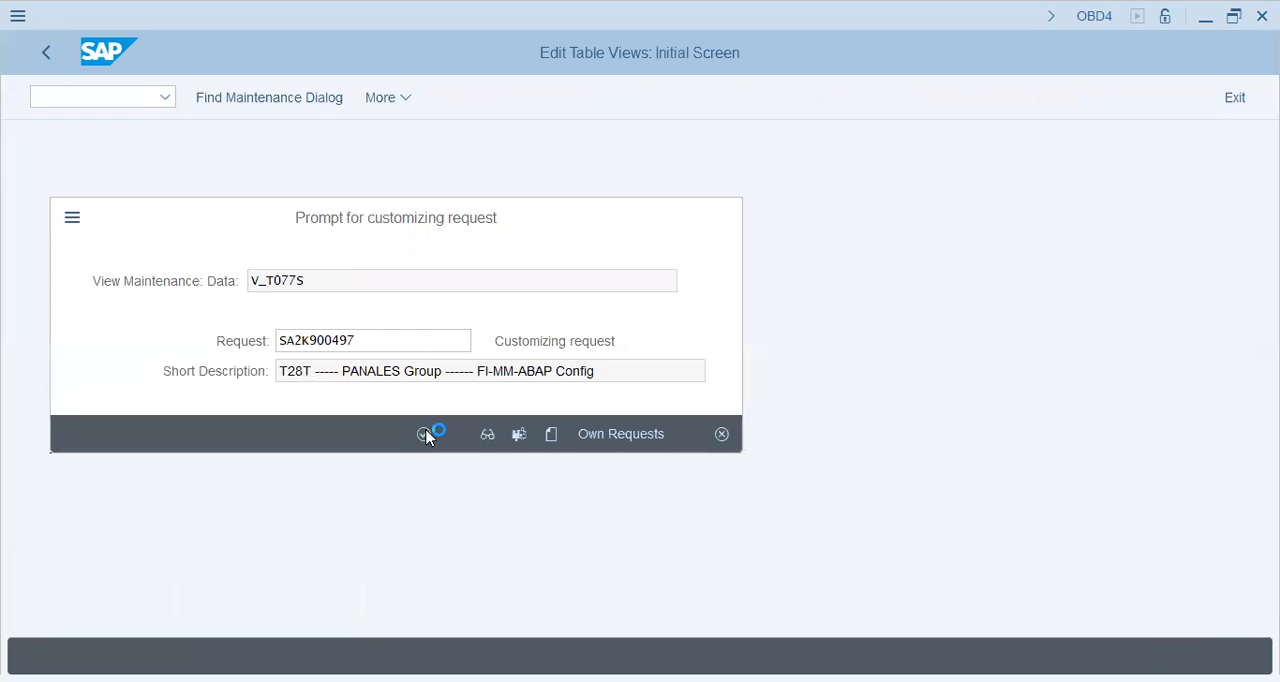 OBD4
SAP Edit Table Views: Initial Screen
Find Maintenance Dialog More Exit
Prompt for customizing request
View Maintenance: Data: V_T077S
Request: SA2K900497 Customizing request
Short Description: T28T ----- PANALES Group ------ FI-MM-ABAP Config
Own Requests